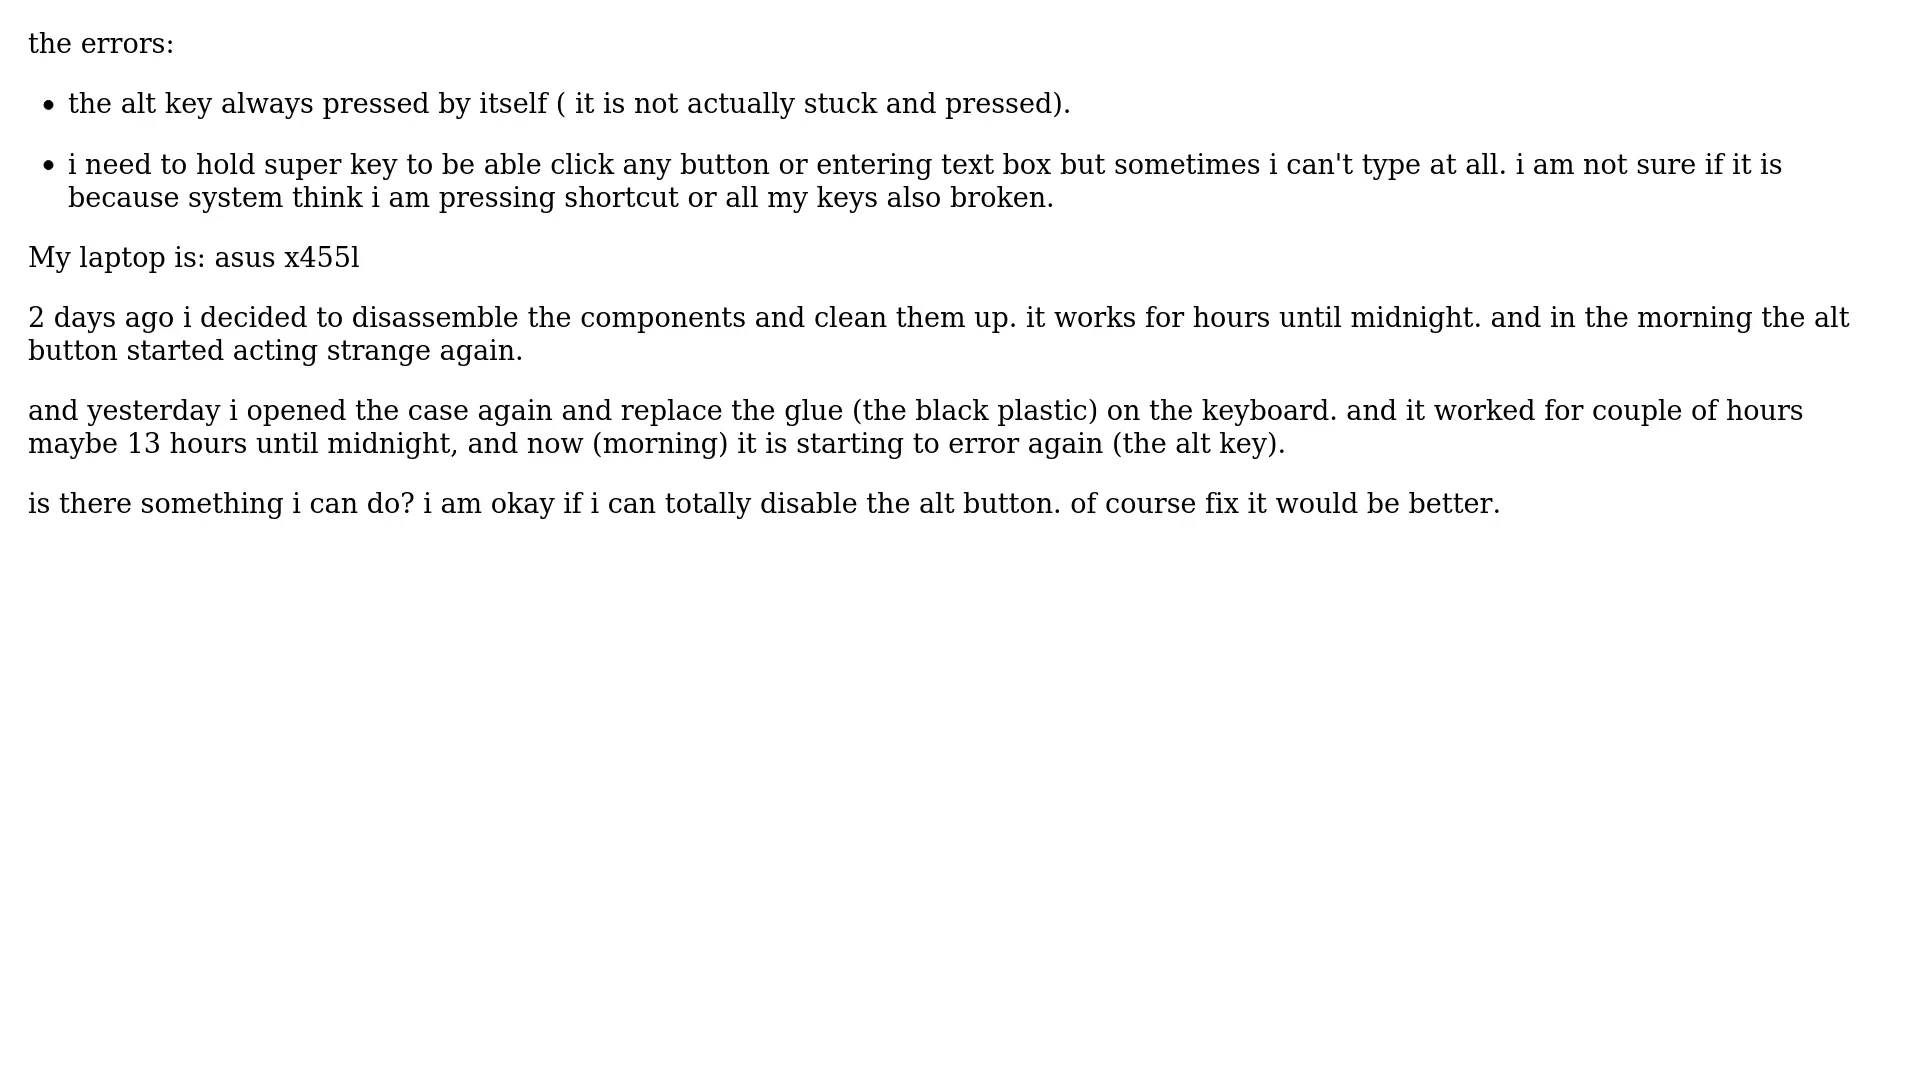 the errors:
the alt key always pressed by itself ( it is not actually stuck and pressed).
i need to hold super key to be able click any button or entering text box but sometimes i can't type at all. i am not sure if it is
because system think i am pressing shortcut or all my keys also broken.
My laptop is: asus x455l
2 days ago i decided to disassemble the components and clean them up. it works for hours until midnight. and in the morning the alt
button started acting strange again.
and yesterday i opened the case again and replace the glue (the black plastic) on the keyboard. and it worked for couple of hours
maybe 13 hours until midnight, and now (morning) it is starting to error again (the alt key).
is there something i can do? i am okay if i can totally disable the alt button. of course fix it would be better.